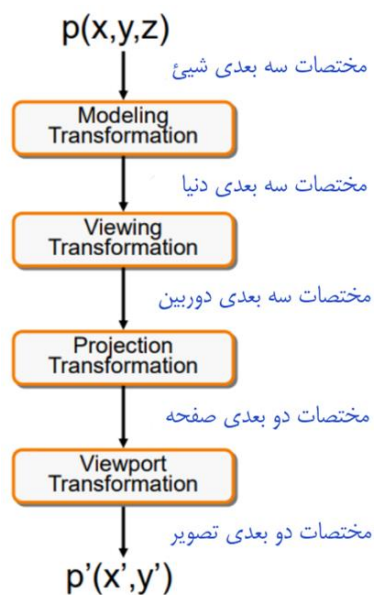 p(x,y,z)
مختصات سه بعدی شیئ
Modeling
Transformation
مختصات سه بعدی دنیا
Viewing
Transformation
مختصات سه بعدی دوربین
Projection
Transformation
مختصات دو بعدی صفحه
Viewport
Transformation
مختصات دو بعدی تصویر
p’(x’,y’)